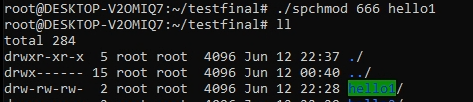 root@DESKTOP-V2OMIQ7:~/testfinal# ./spchmod 666 hello1
root@DESKTOP-V2OMIQ7:~/testfinal# ll
total 284
drwxr-xr-x 5 root root 4096 Jun 12 22:37 ./
drwx------ 15 root root 4096 Jun 12 00:40 ../
drw-rw-rw- 2 root root 4096 Jun 12 22:28 hello1/